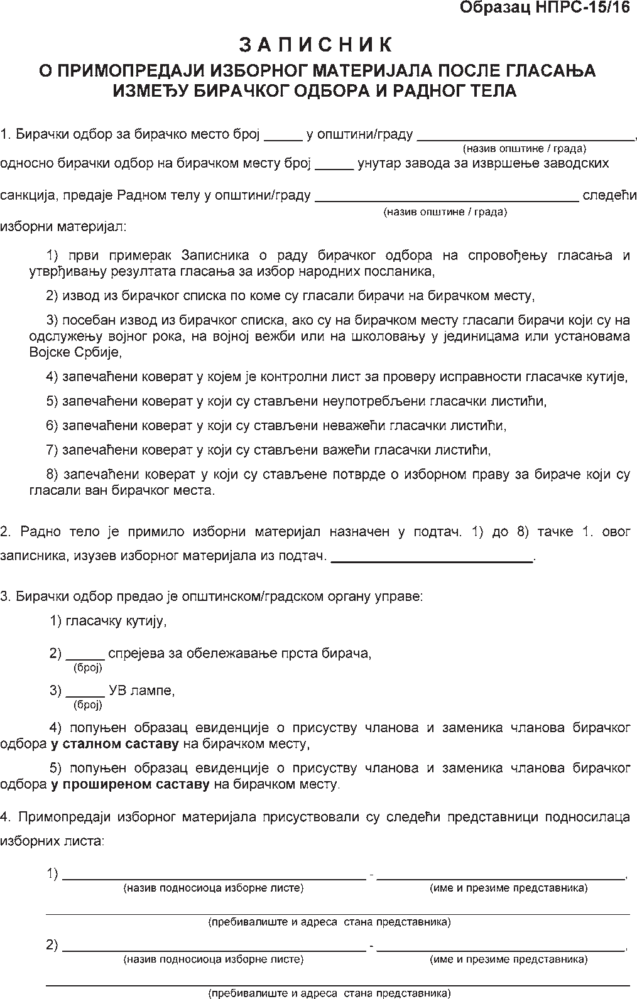 Образац НПРС-15/16
З А П И С Н И К
О ПРИМОПРЕДАЈИ ИЗБОРНОГ МАТЕРИЈАЛА ПОСЛЕ ГЛАСАЊА
ИЗМЕЂУ БИРАЧКОГ ОДБОРА И РАДНОГ ТЕЛА
1. Бирачки одбор за бирачко место број _____ у општини/граду ____________________________,
(назив општине / града)
односно бирачки одбор на бирачком месту број _____ унутар завода за извршење заводских
санкција, предаје Радном телу у општини/граду __________________________________ следећи
(назив општине / града)
изборни материјал:
1) први примерак Записника о раду бирачког одбора на спровођењу гласања и
утврђивању резултата гласања за избор народних посланика,
2) извод из бирачког списка по коме су гласали бирачи на бирачком месту,
3) посебан извод из бирачког списка, ако су на бирачком месту гласали бирачи који су на
одслужењу војног рока, на војној вежби или на школовању у јединицама или установама
Војске Србије,
4) запечаћени коверат у којем је контролни лист за проверу исправности гласачке кутије,
5) запечаћени коверат у који су стављени неупотребљени гласачки листићи,
6) запечаћени коверат у који су стављени неважећи гласачки листићи,
7) запечаћени коверат у који су стављени важећи гласачки листићи,
8) запечаћени коверат у који су стављене потврде о изборном праву за бираче који су
гласали ван бирачког места.
2. Радно тело је примило изборни материјал назначен у подтач. 1) до 8) тачке 1. овог
записника, изузев изборног материјала из подтач. __________________________.
3. Бирачки одбор предао је општинском/градском органу управе:
1) гласачку кутију,
2) _____ спрејева за обележавање прста бирача,
(број)
3) _____ УВ лампе,
(број)
4) попуњен образац евиденције о присуству чланова и заменика чланова бирачког
одбора у сталном саставу на бирачком месту,
5) попуњен образац евиденције о присуству чланова и заменика чланова бирачког
одбора у проширеном саставу на бирачком месту.
4. Примопредаји изборног материјала присуствовали су следећи представници подносилаца
изборних листа:
1) _______________________________________ - ________________________________,
(назив подносиоца изборне листе) (име и презиме представника)
___________________________________________________________________________
(пребивалиште и адреса стана представника)
2) _______________________________________ - ________________________________,
(назив подносиоца изборне листе) (име и презиме представника)
___________________________________________________________________________
(пребивалиште и адреса стана представника)